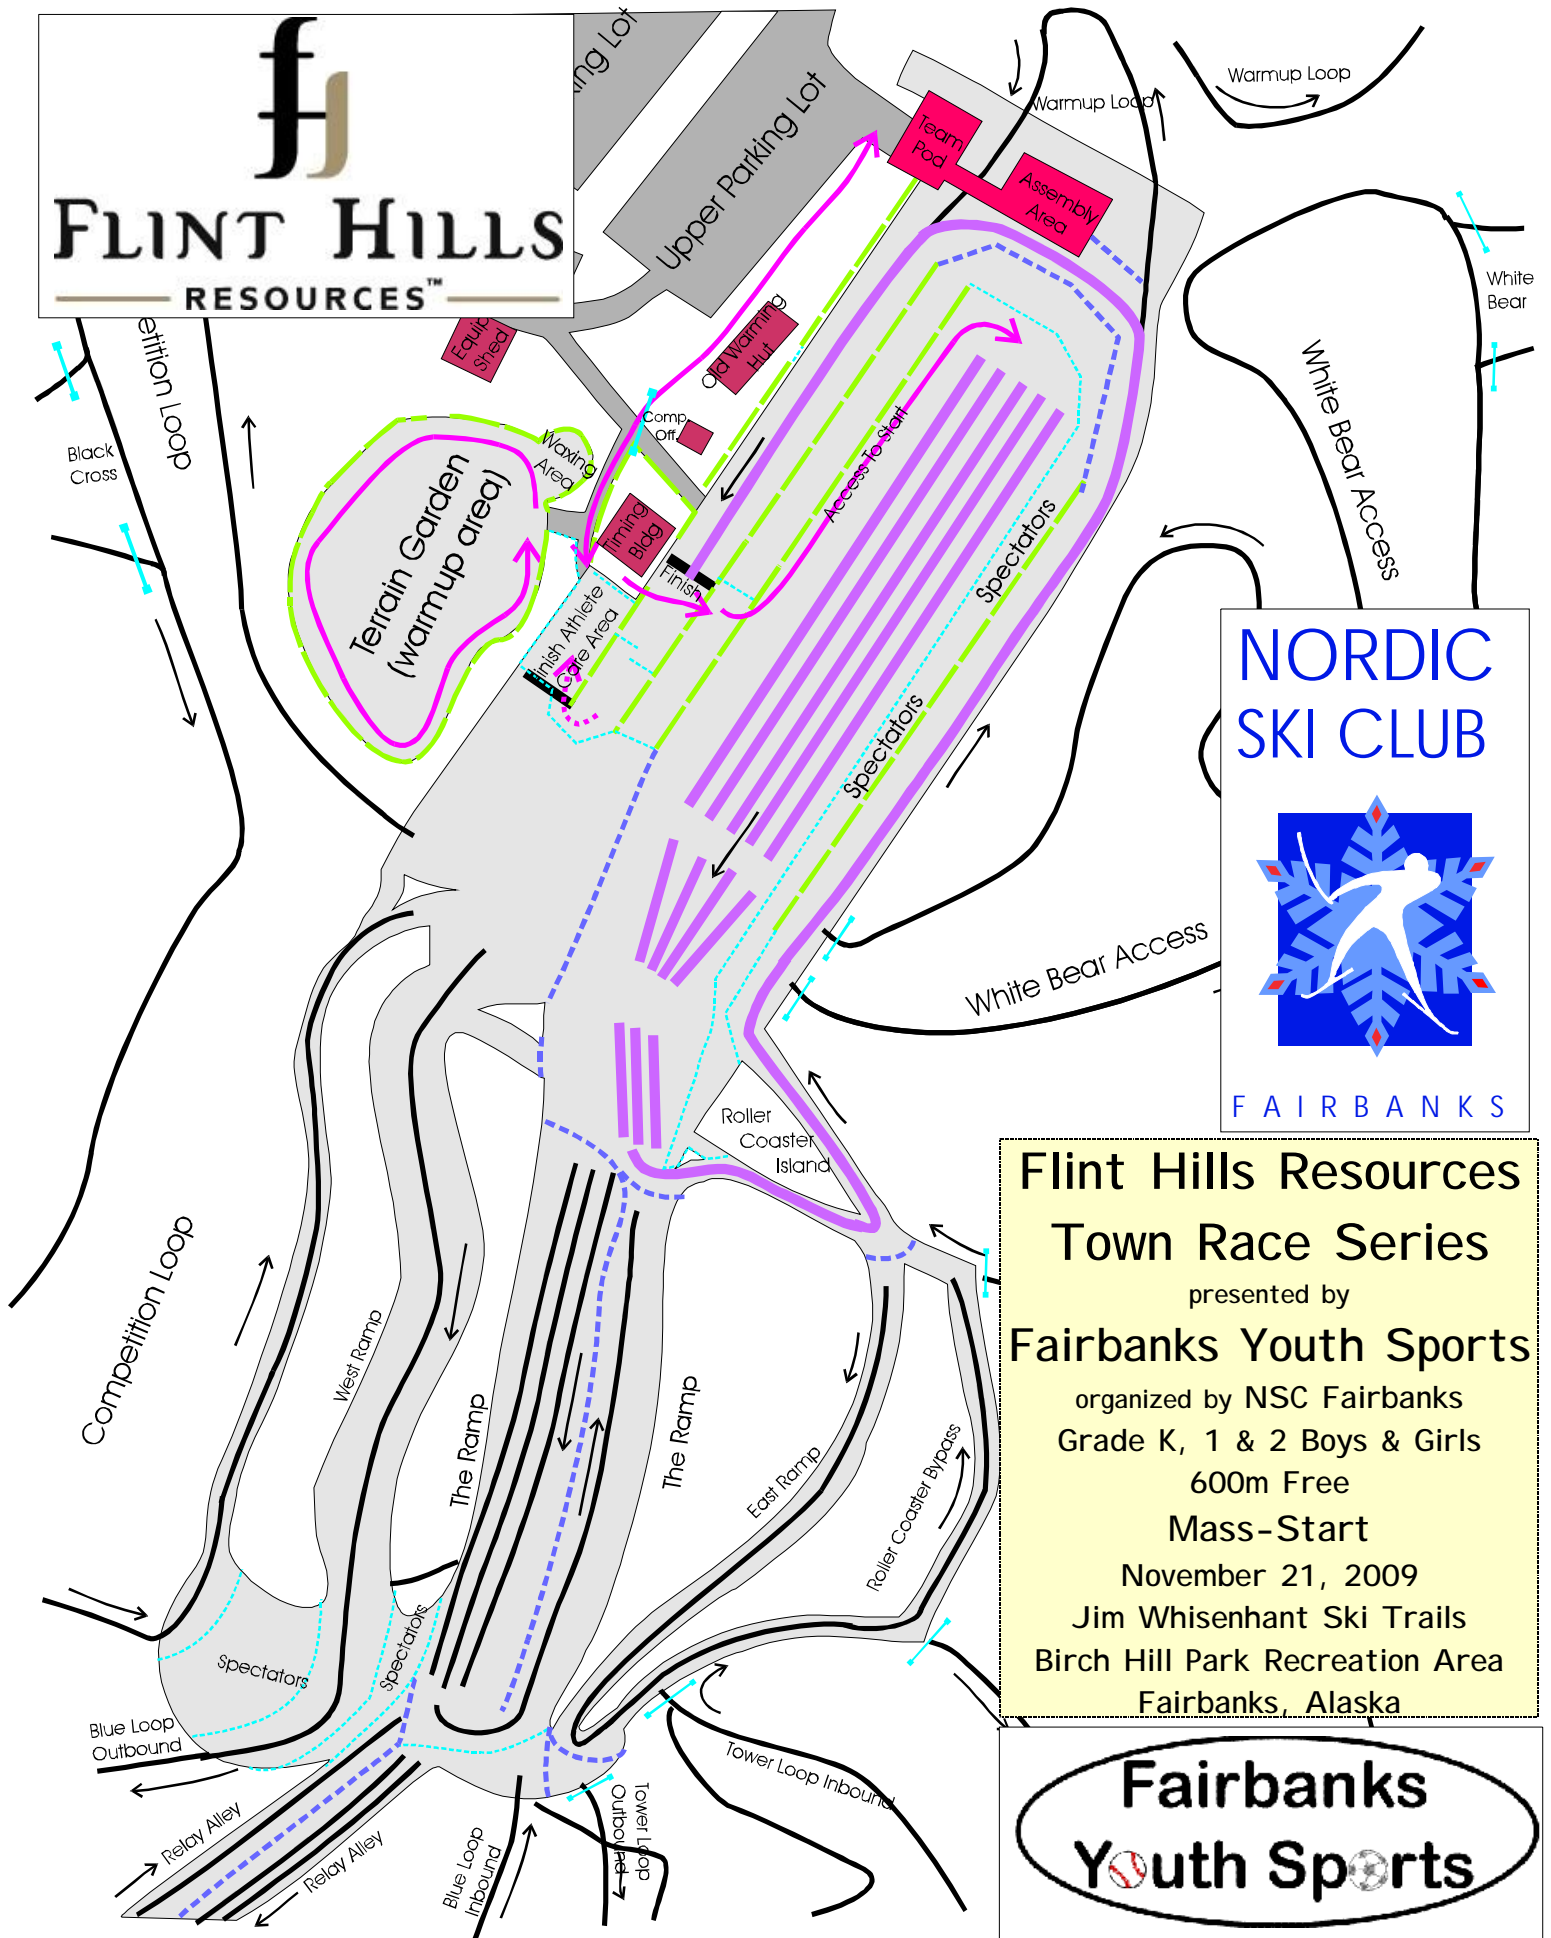 FLINT HILLS
RESOURCES™
ing Lot
Upper Parking Lot
Team
Pod
Assembly
Area
Warmup Loop
Warmup Loop
White
Bear
White Bear Access
Equip
Shed
Old Warming
Hut
Comp.
Off.
etition Loop
Black
Cross
Waxing
Area
Terrain Garden
(warmup area)
Timing
Bldg
Finish
Finish Athlete
Care Area
Access To Start
Spectators
Spectators
NORDIC
SKI CLUB
FAIRBANKS
White Bear Access
Roller
Coaster
Island
Competition Loop
West Ramp
The Ramp
The Ramp
East Ramp
Roller Coaster Bypass
Spectators
Spectators
Blue Loop
Outbound
Relay Alley
Relay Alley
Blue Loop
Inbound
Tower Loop
Outbound
Tower Loop Inbound
Flint Hills Resources
Town Race Series
presented by
Fairbanks Youth Sports
organized by NSC Fairbanks
Grade K, 1 & 2 Boys & Girls
600m Free
Mass-Start
November 21, 2009
Jim Whisenhant Ski Trails
Birch Hill Park Recreation Area
Fairbanks, Alaska
Fairbanks
Youth Sports